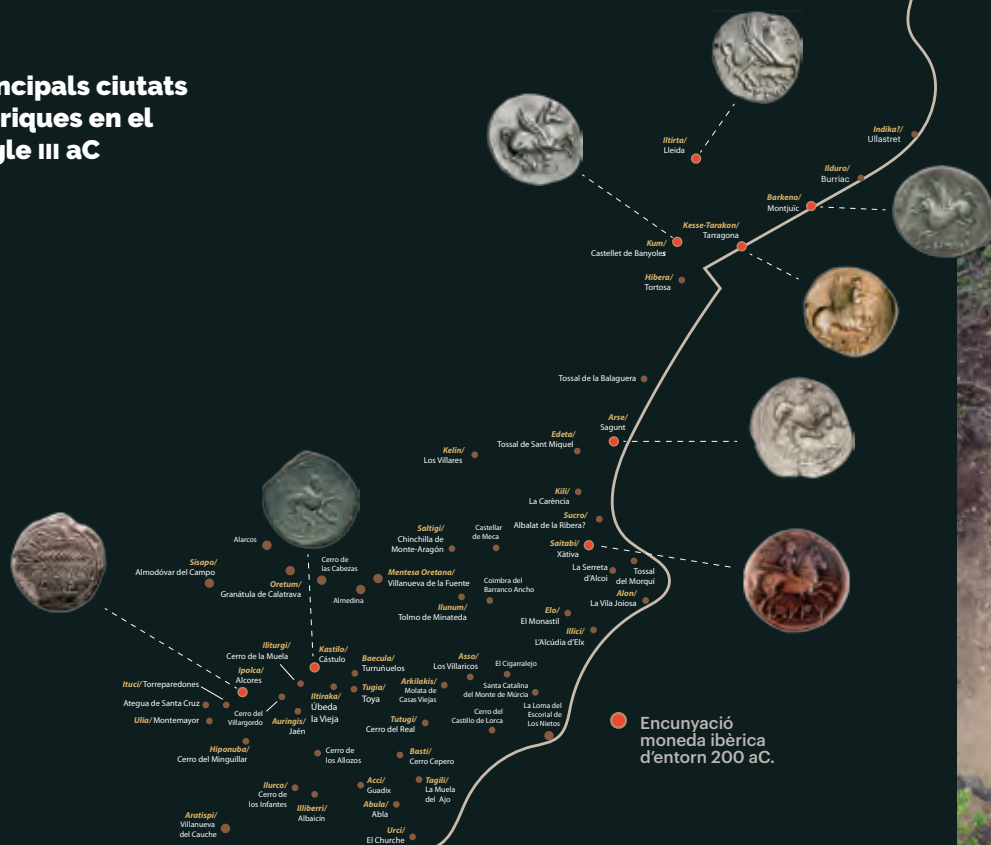 ncipals ciutats
riques en el
gle III aC
Iltirta/
Lleida
Indika?/
Ullastret
Ilduro/
Burriac
Barkeno/
Montjuïc
Kesse-Tarakon/
Tarragona
Kum/
Castellet de Banyoles
Hibera/
Tortosa
Tossal de la Balaguera
Arse/
Sagunt
Edeta/
Tossal de Sant Miquel
Kelin/
Los Villares
Kili/
La Carència
Sucro/
Albalat de la Ribera?
Saltigi/
Chinchilla de
Monte-Aragón
Castellar
de Meca
Saitabi/
Xàtiva
La Serreta
d'Alcoi
Tossal
del Morquí
Alon/
La Vila Joiosa
Alarcos
Sisapo/
Almodóvar del Campo
Oretum/
Granátula de Calatrava
Cerro de
las Cabezas
Almedina
Mentesa Oretana/
Villanueva de la Fuente
Ilunum/
Tolmo de Minateda
Coimbra del
Barranco Ancho
Elo/
El Monastil
Illici/
L'Alcúdia d'Elx
Iliturgi/
Cerro de la Muela
Kastilo/
Cástulo
Ipolca/
Alcores
Baecula/
Turruñuelos
Asso/
Los Villaricos
El Cigarralejo
Ituci/Torreparedones
Ategua de Santa Cruz
Ulia/Montemayor
Cerro del
Villargordo
Auringis/
Jaén
Iltiraka/
Úbeda
la Vieja
Tugia/
Toya
Arkilakis/
Molata de
Casas Viejas
Santa Catalina
del Monte de Múrcia
Tutugi/
Cerro del Real
Cerro del
Castillo de Lorca
La Loma del
Escorial de
Los Nietos
Hiponuba/
Cerro del Minguillar
Cerro de
los Allozos
Basti/
Cerro Cepero
Ilurco/
Cerro de
los Infantes
Illiberri/
Albaicín
Acci/
Guadix
Tagili/
La Muela
del Ajo
Abula/
Abla
Aratispi/
Villanueva
del Cauche
Urci/
El Churche
Encunyació
moneda ibèrica
d'entorn 200 aC.